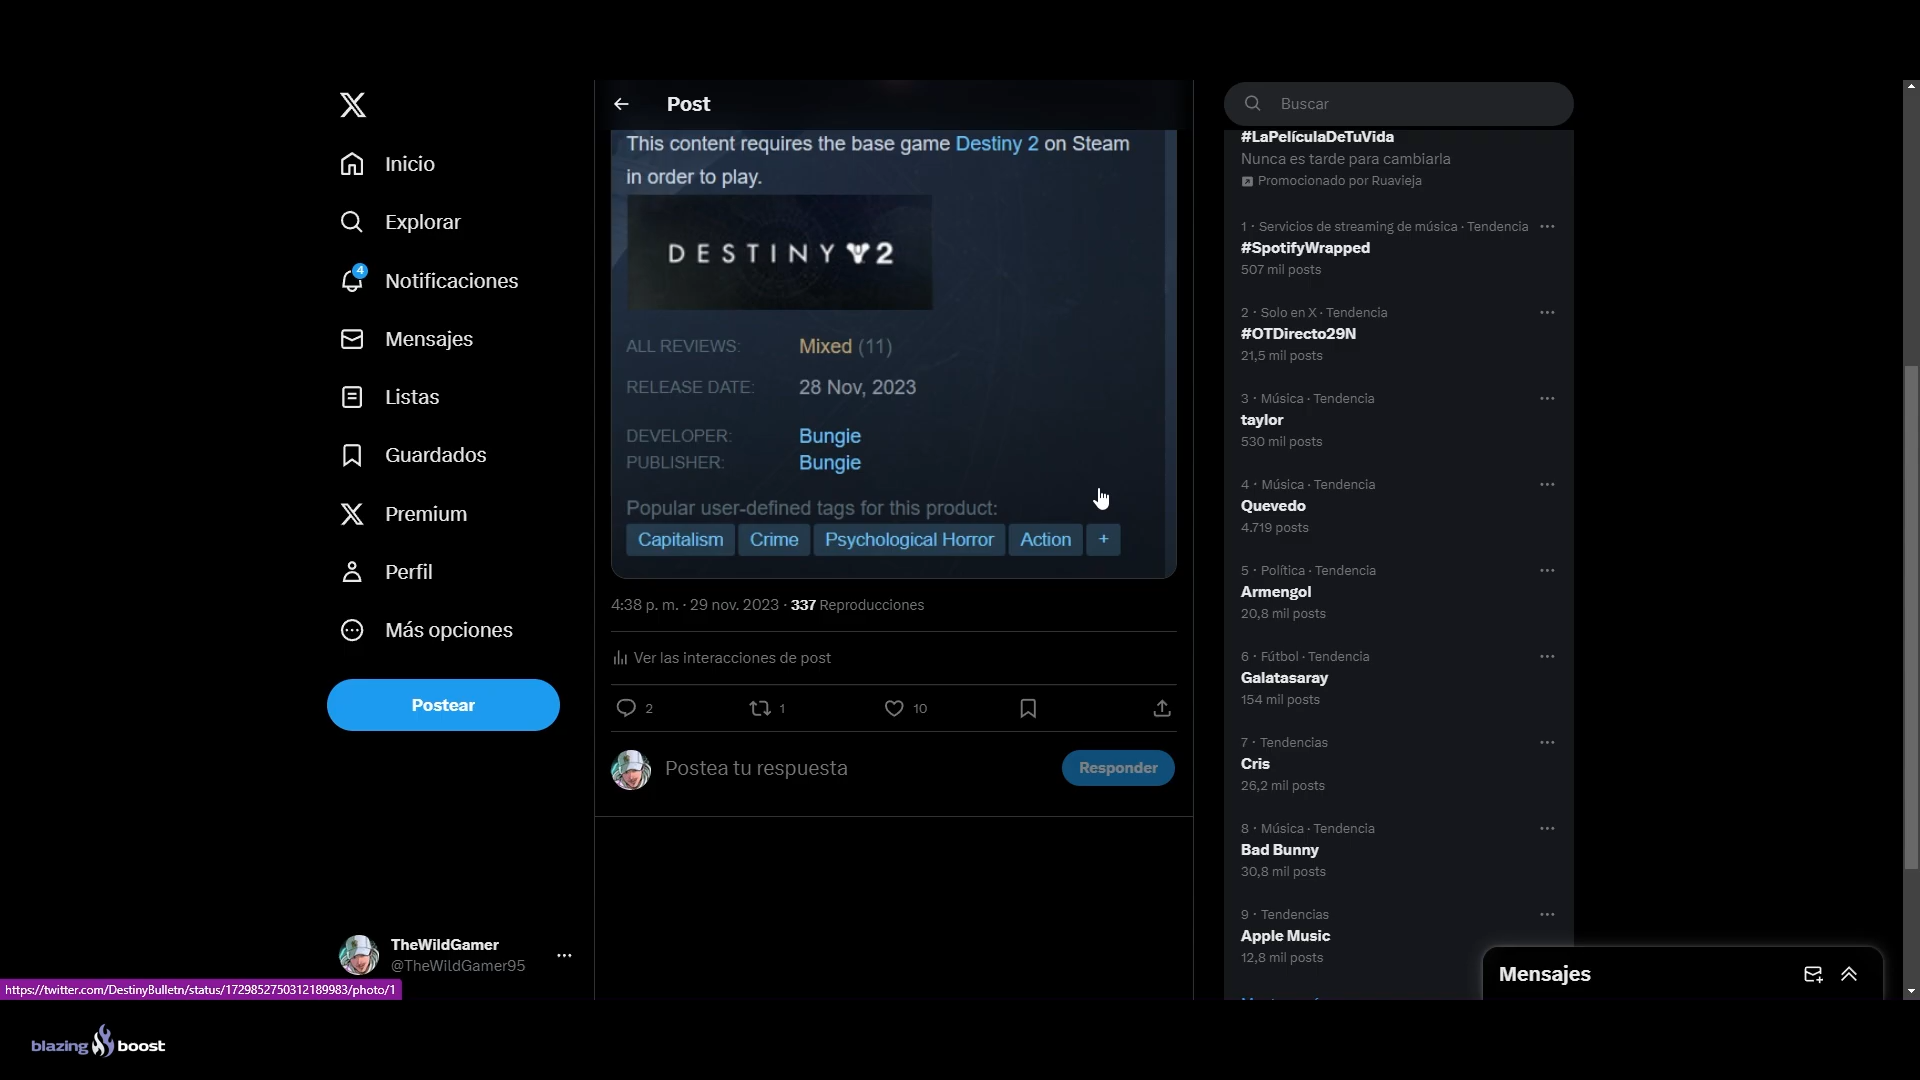 Inicio
Explorar
4
Notificaciones
Mensajes
Listas
Guardados
Premium
Perfil
Más opciones
Postear
TheWildGamer
@TheWildGamer95
https://twitter.com/DestinyBulletn/status/1729852750312189983/photo/1
blazing boost
Post
This content requires the base game Destiny 2 on Steam
in order to play.
DESTINY 2
ALL REVIEWS: Mixed (11)
RELEASE DATE: 28 Nov, 2023
DEVELOPER: Bungie
PUBLISHER: Bungie
Popular user-defined tags for this product:
Capitalism Crime Psychological Horror Action +
4:38 p. m. · 29 nov. 2023 · 337 Reproducciones
Ver las interacciones de post
2 1 10
Postea tu respuesta Responder
Buscar
#LaPelículaDeTuVida
Nunca es tarde para cambiarla
Promocionado por Ruavieja
1 · Servicios de streaming de música · Tendencia
#SpotifyWrapped
507 mil posts
2 · Solo en X · Tendencia
#OTDirecto29N
21,5 mil posts
3 · Música · Tendencia
taylor
530 mil posts
4 · Música · Tendencia
Quevedo
4.719 posts
5 · Política · Tendencia
Armengol
20,8 mil posts
6 · Fútbol · Tendencia
Galatasaray
154 mil posts
7 · Tendencias
Cris
26,2 mil posts
8 · Música · Tendencia
Bad Bunny
30,8 mil posts
9 · Tendencias
Apple Music
12,8 mil posts
Mensajes